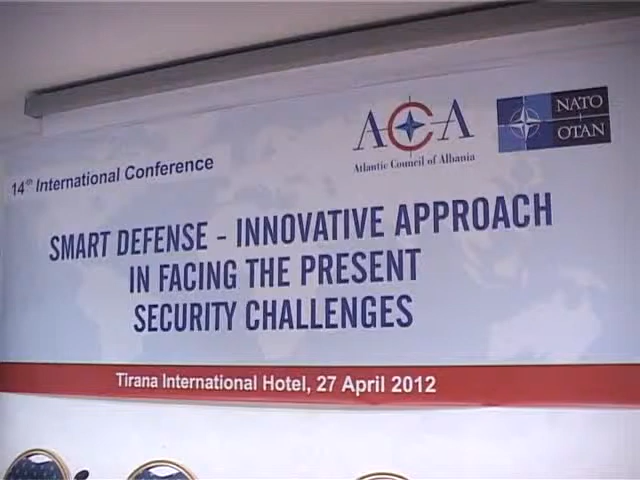 14th International Conference
ACA
Atlantic Council of Albania
NATO
OTAN
SMART DEFENSE - INNOVATIVE APPROACH
IN FACING THE PRESENT
SECURITY CHALLENGES
Tirana International Hotel, 27 April 2012